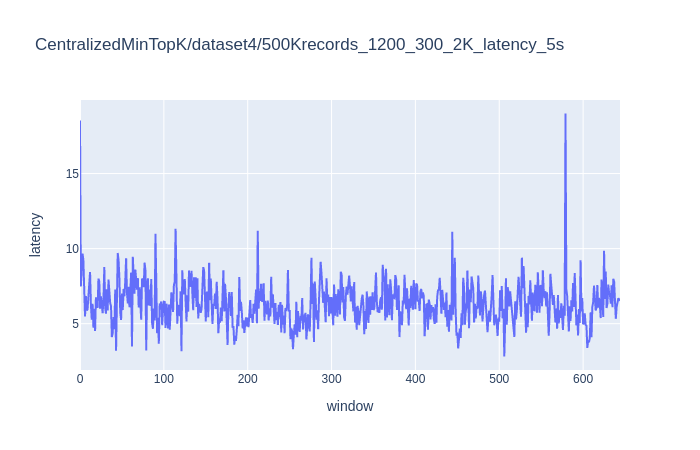 CentralizedMinTopK/dataset4/500Krecords_1200_300_2K_latency_5s
15
10
5
latency
0 100 200 300 400 500 600
window